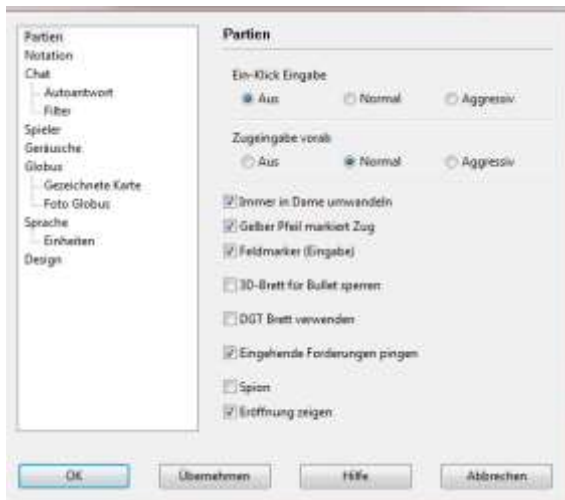 Partien
Notation
Chat
Autoantwort
Filter
Spieler
Geräusche
Globus
Gezeichnete Karte
Foto Globus
Sprache
Einheiten
Design
Partien
Ein-Klick Eingabe
Aus Normal Aggressiv
Zugeingabe vorab
Aus Normal Aggressiv
Immer in Dame umwandeln
Gelber Pfeil markiert Zug
Feldmarker (Eingabe)
3D-Brett für Bullet sperren
DGT Brett verwenden
Eingehende Forderungen pingen
Spion
Eröffnung zeigen
OK Übernehmen Hilfe Abbrechen